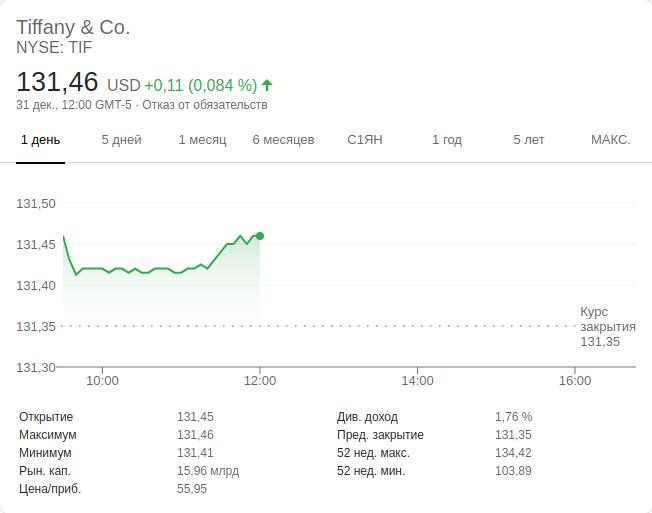 Tiffany & Co.
NYSE: TIF
131,46 USD +0,11 (0,084 %)
31 дек., 12:00 GMT-5 · Отказ от обязательств
1 день 5 дней 1 месяц 6 месяцев С1ЯН 1 год 5 лет МАКС.
131,50
131,45
131,40
131,35
131,30
Курс
закрытия
131,35
10:00 12:00 14:00 16:00
Открытие 131,45 Див. доход 1,76 %
Максимум 131,46 Пред. закрытие 131,35
Минимум 131,41 52 нед. макс. 134,42
Рын. кап. 15,96 млрд 52 нед. мин. 103,89
Цена/приб. 55,95